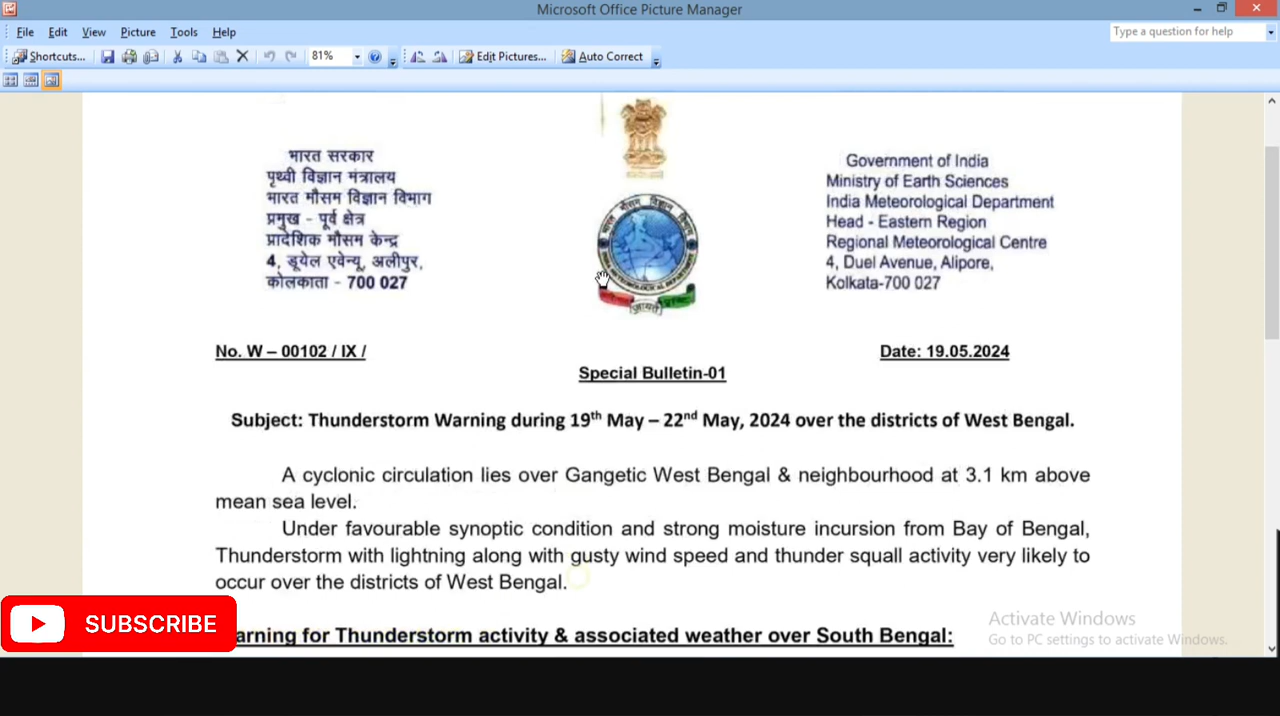 Microsoft Office Picture Manager
File Edit View Picture Tools Help
Type a question for help
Shortcuts... 81% Edit Pictures... Auto Correct
भारत सरकार
पृथ्वी विज्ञान मंत्रालय
भारत मौसम विज्ञान विभाग
प्रमुख - पूर्व क्षेत्र
प्रादेशिक मौसम केन्द्र
4, डूयेल एवेन्यू, अलीपुर,
कोलकाता - 700 027
भारत मौसम विज्ञान विभाग
METEOROLOGICAL DEPARTMENT
Government of India
Ministry of Earth Sciences
India Meteorological Department
Head - Eastern Region
Regional Meteorological Centre
4, Duel Avenue, Alipore,
Kolkata-700 027
No. W – 00102 / IX /
Date: 19.05.2024
Special Bulletin-01
Subject: Thunderstorm Warning during 19th May – 22nd May, 2024 over the districts of West Bengal.
A cyclonic circulation lies over Gangetic West Bengal & neighbourhood at 3.1 km above
mean sea level.
Under favourable synoptic condition and strong moisture incursion from Bay of Bengal,
Thunderstorm with lightning along with gusty wind speed and thunder squall activity very likely to
occur over the districts of West Bengal.
SUBSCRIBE
arning for Thunderstorm activity & associated weather over South Bengal:
Activate Windows
Go to PC settings to activate Windows.